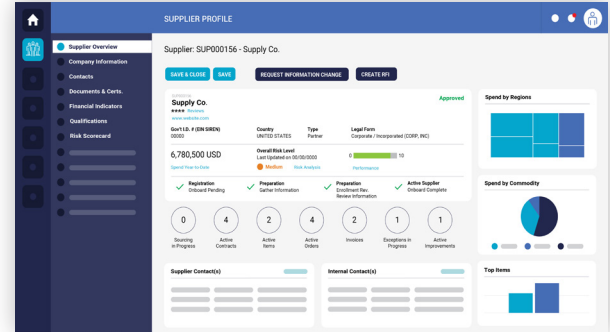 SUPPLIER PROFILE
Supplier Overview
Company Information
Contacts
Documents & Certs.
Financial Indicators
Qualifications
Risk Scorecard
Supplier: SUP000156 - Supply Co.
SAVE & CLOSE
SAVE
REQUEST INFORMATION CHANGE
CREATE RFI
SUP000156
Approved
Supply Co.
Reviews
www.website.com
Gov't I.D. # (EIN SIREN)
00000
Country
UNITED STATES
Type
Partner
Legal Form
Corporate / Incorporated (CORP, INC)
6,780,500 USD
Spend Year-to-Date
Overall Risk Level
Last Updated on 00/00/0000
Medium
Risk Analysis
0
10
Performance
Registration
Onboard Pending
Preparation
Gather Information
Preparation
Enrollment Rev.
Review Information
Active Supplier
Onboard Complete
0
Sourcing
in Progress
4
Active
Contracts
2
Active
Items
4
Active
Orders
2
Invoices
1
Exceptions in
Progress
1
Active
Improvements
Supplier Contact(s)
Internal Contact(s)
Spend by Regions
Spend by Commodity
Top Items